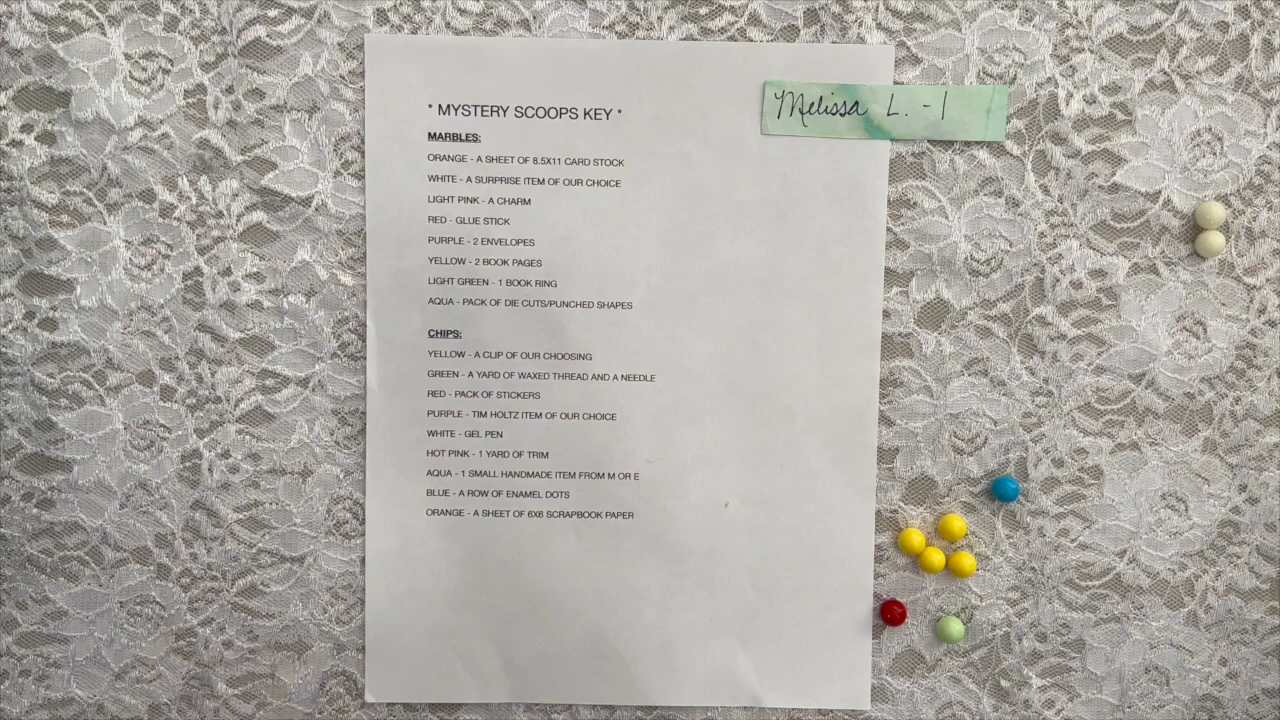 * MYSTERY SCOOPS KEY *
Melissa L. - 1
MARBLES:
ORANGE - A SHEET OF 8.5X11 CARD STOCK
WHITE - A SURPRISE ITEM OF OUR CHOICE
LIGHT PINK - A CHARM
RED - GLUE STICK
PURPLE - 2 ENVELOPES
YELLOW - 2 BOOK PAGES
LIGHT GREEN - 1 BOOK RING
AQUA - PACK OF DIE CUTS/PUNCHED SHAPES
CHIPS:
YELLOW - A CLIP OF OUR CHOOSING
GREEN - A YARD OF WAXED THREAD AND A NEEDLE
RED - PACK OF STICKERS
PURPLE - TIM HOLTZ ITEM OF OUR CHOICE
WHITE - GEL PEN
HOT PINK - 1 YARD OF TRIM
AQUA - 1 SMALL HANDMADE ITEM FROM M OR E
BLUE - A ROW OF ENAMEL DOTS
ORANGE - A SHEET OF 6X6 SCRAPBOOK PAPER